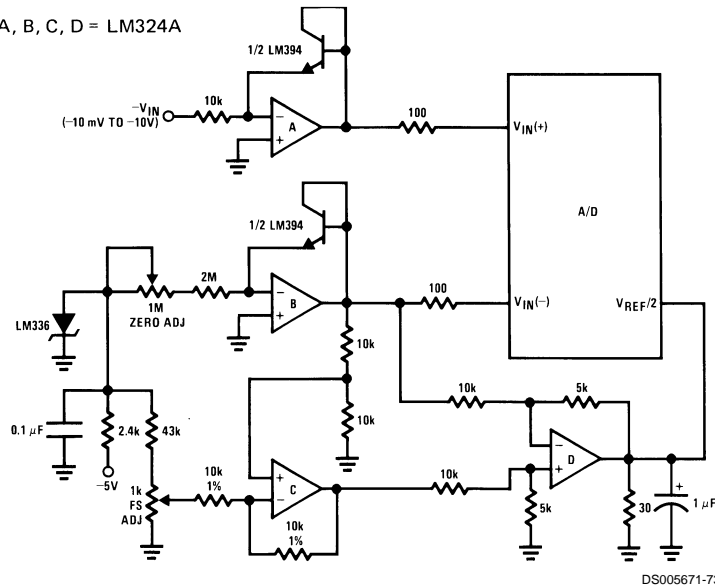 A, B, C, D = LM324A
1/2 LM394
−VIN
(−10 mV TO −10V)
10k
−
A
+
100
VIN(+)
A/D
1/2 LM394
2M
1M
ZERO ADJ
−
B
+
100
VIN(−)
VREF/2
LM336
10k
10k
10k
5k
0.1 µF
2.4k
43k
−5V
1k
FS
ADJ
10k
1%
+
C
−
10k
1%
10k
−
D
+
5k
30
+
1 µF